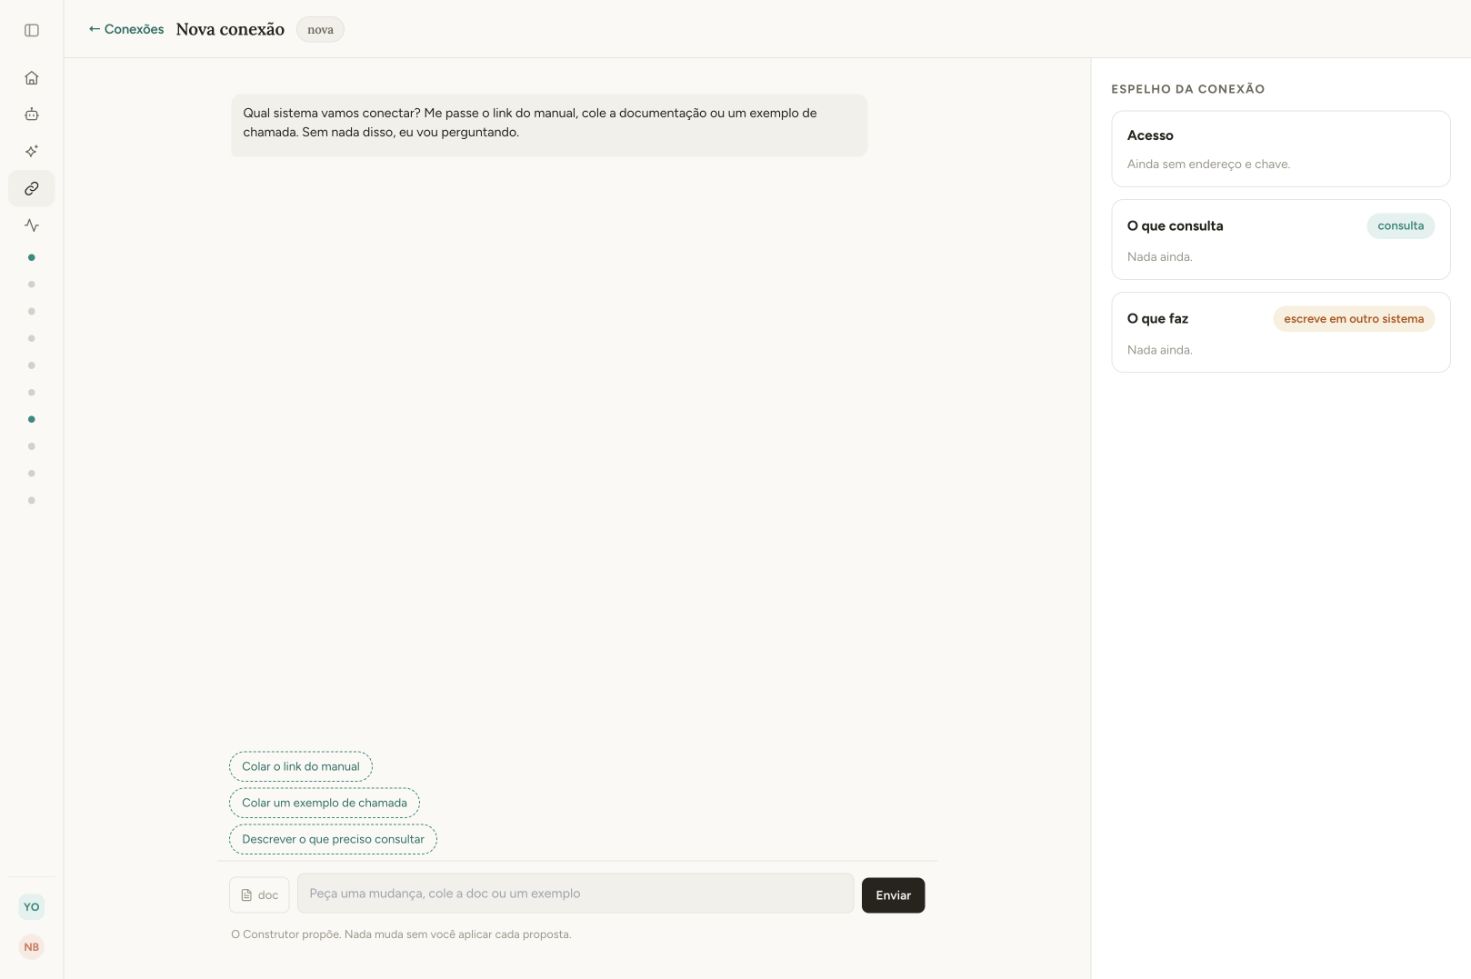 ← Conexões
Nova conexão
nova
Qual sistema vamos conectar? Me passe o link do manual, cole a documentação ou um exemplo de
chamada. Sem nada disso, eu vou perguntando.
Colar o link do manual
Colar um exemplo de chamada
Descrever o que preciso consultar
doc
Peça uma mudança, cole a doc ou um exemplo
Enviar
O Construtor propõe. Nada muda sem você aplicar cada proposta.
ESPELHO DA CONEXÃO
Acesso
Ainda sem endereço e chave.
O que consulta
consulta
Nada ainda.
O que faz
escreve em outro sistema
Nada ainda.
YO
NB